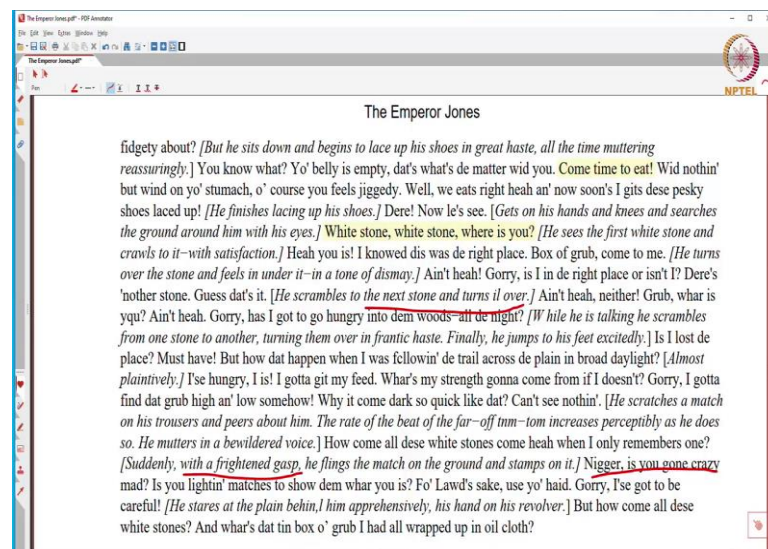 The Emperor Jones.pdf* - PDF Annotator
File Edit View Extras Window Help
The Emperor Jones.pdf*
Pen
NPTEL
The Emperor Jones
fidgety about? [But he sits down and begins to lace up his shoes in great haste, all the time muttering
reassuringly.] You know what? Yo' belly is empty, dat's what's de matter wid you. Come time to eat! Wid nothin'
but wind on yo' stumach, o' course you feels jiggedy. Well, we eats right heah an' now soon's I gits dese pesky
shoes laced up! [He finishes lacing up his shoes.] Dere! Now le's see. [Gets on his hands and knees and searches
the ground around him with his eyes.] White stone, white stone, where is you? [He sees the first white stone and
crawls to it−with satisfaction.] Heah you is! I knowed dis was de right place. Box of grub, come to me. [He turns
over the stone and feels in under it−in a tone of dismay.] Ain't heah! Gorry, is I in de right place or isn't I? Dere's
'nother stone. Guess dat's it. [He scrambles to the next stone and turns il over.] Ain't heah, neither! Grub, whar is
yqu? Ain't heah. Gorry, has I got to go hungry into dem woods−all de night? [W hile he is talking he scrambles
from one stone to another, turning them over in frantic haste. Finally, he jumps to his feet excitedly.] Is I lost de
place? Must have! But how dat happen when I was fcllowin' de trail across de plain in broad daylight? [Almost
plaintively.] I'se hungry, I is! I gotta git my feed. Whar's my strength gonna come from if I doesn't? Gorry, I gotta
find dat grub high an' low somehow! Why it come dark so quick like dat? Can't see nothin'. [He scratches a match
on his trousers and peers about him. The rate of the beat of the far−off tnm−tom increases perceptibly as he does
so. He mutters in a bewildered voice.] How come all dese white stones come heah when I only remembers one?
[Suddenly, with a frightened gasp, he flings the match on the ground and stamps on it.] Nigger, is you gone crazy
mad? Is you lightin' matches to show dem whar you is? Fo' Lawd's sake, use yo' haid. Gorry, I'se got to be
careful! [He stares at the plain behin,l him apprehensively, his hand on his revolver.] But how come all dese
white stones? And whar's dat tin box o' grub I had all wrapped up in oil cloth?